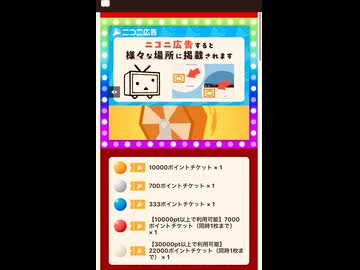 ニコニ広告
ニコニ広告すると
様々な場所に掲載されます
10000ポイントチケット × 1
700ポイントチケット × 1
333ポイントチケット × 1
【10000pt以上で利用可能】7000
ポイントチケット（同時1枚まで）
× 1
【30000pt以上で利用可能】
22000ポイントチケット（同時1枚ま
で）× 1